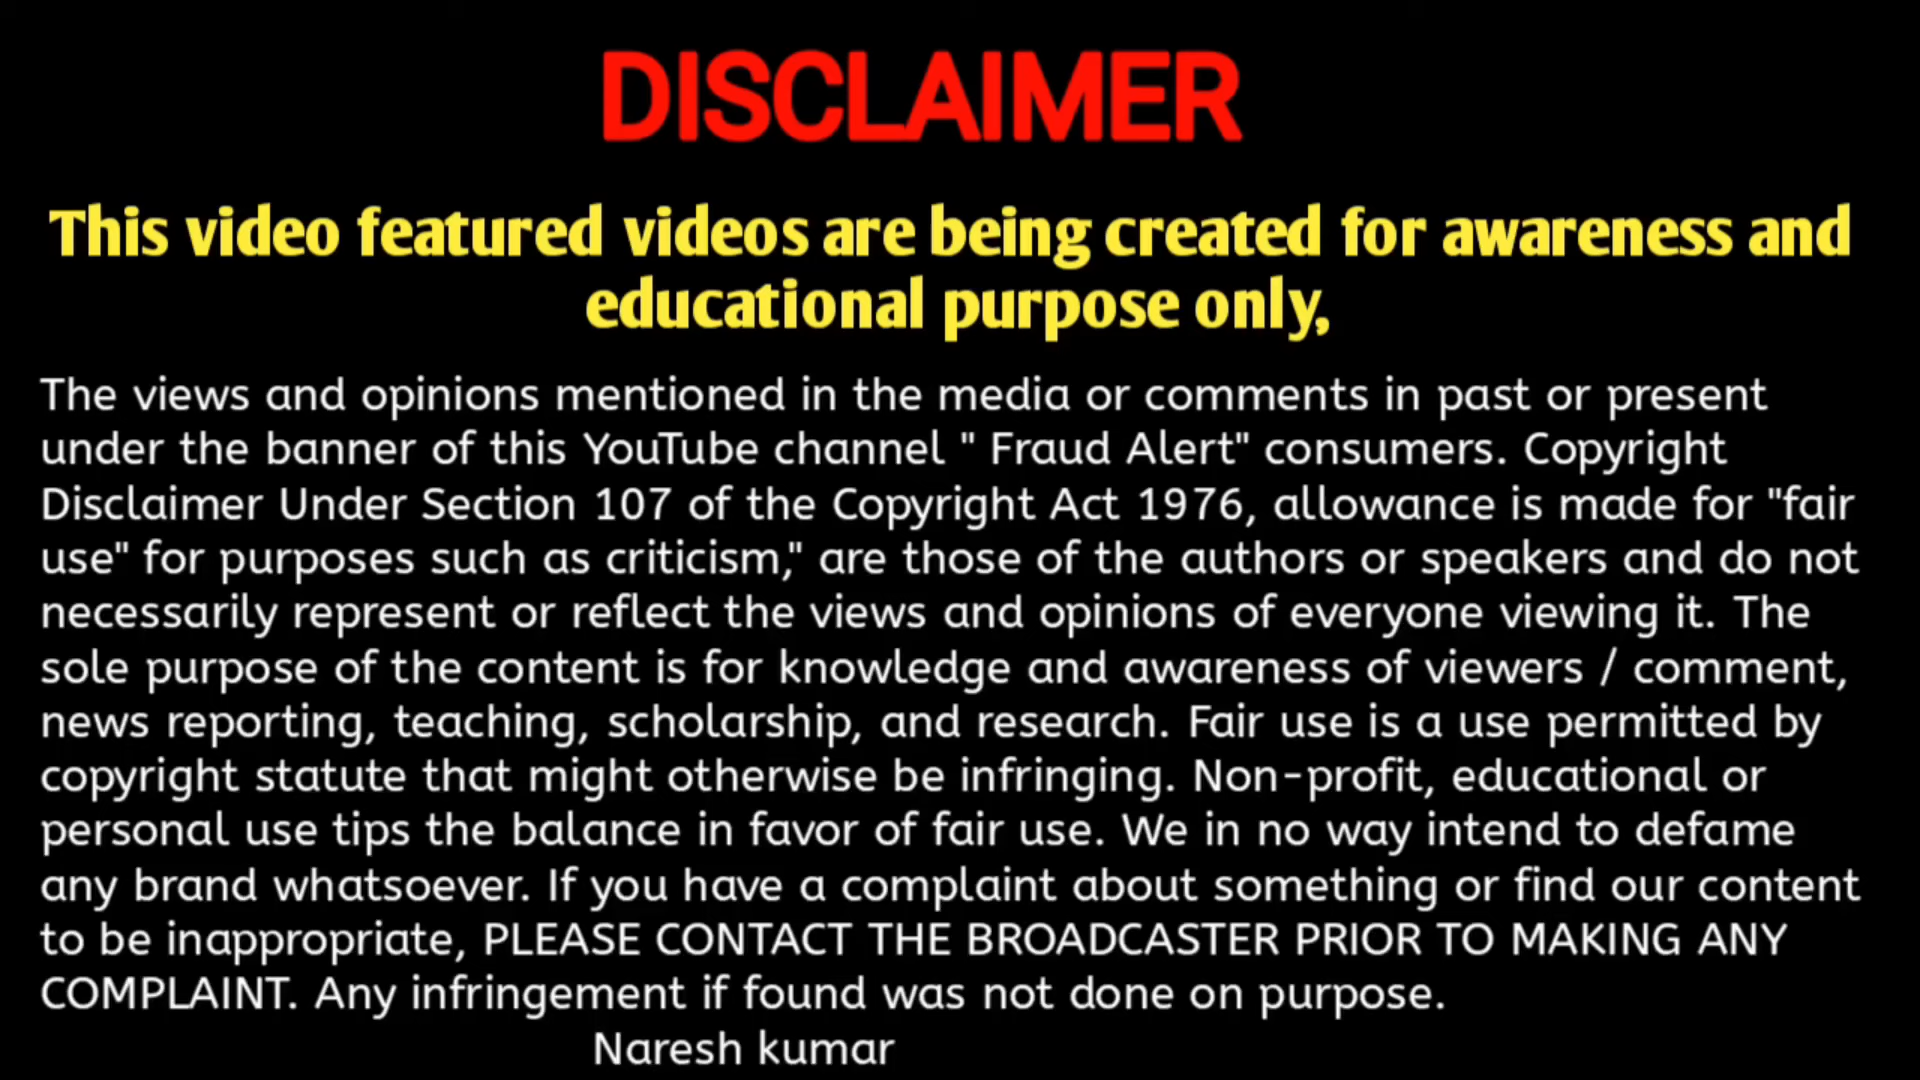 DISCLAIMER
This video featured videos are being created for awareness and
educational purpose only,
The views and opinions mentioned in the media or comments in past or present
under the banner of this YouTube channel " Fraud Alert" consumers. Copyright
Disclaimer Under Section 107 of the Copyright Act 1976, allowance is made for "fair
use" for purposes such as criticism," are those of the authors or speakers and do not
necessarily represent or reflect the views and opinions of everyone viewing it. The
sole purpose of the content is for knowledge and awareness of viewers / comment,
news reporting, teaching, scholarship, and research. Fair use is a use permitted by
copyright statute that might otherwise be infringing. Non-profit, educational or
personal use tips the balance in favor of fair use. We in no way intend to defame
any brand whatsoever. If you have a complaint about something or find our content
to be inappropriate, PLEASE CONTACT THE BROADCASTER PRIOR TO MAKING ANY
COMPLAINT. Any infringement if found was not done on purpose.
Naresh kumar